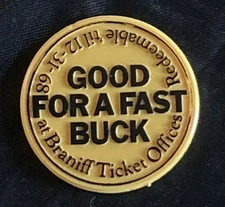 GOOD
FOR A FAST
BUCK
at Braniff Ticket Offices
Redeemable til 12-31-68